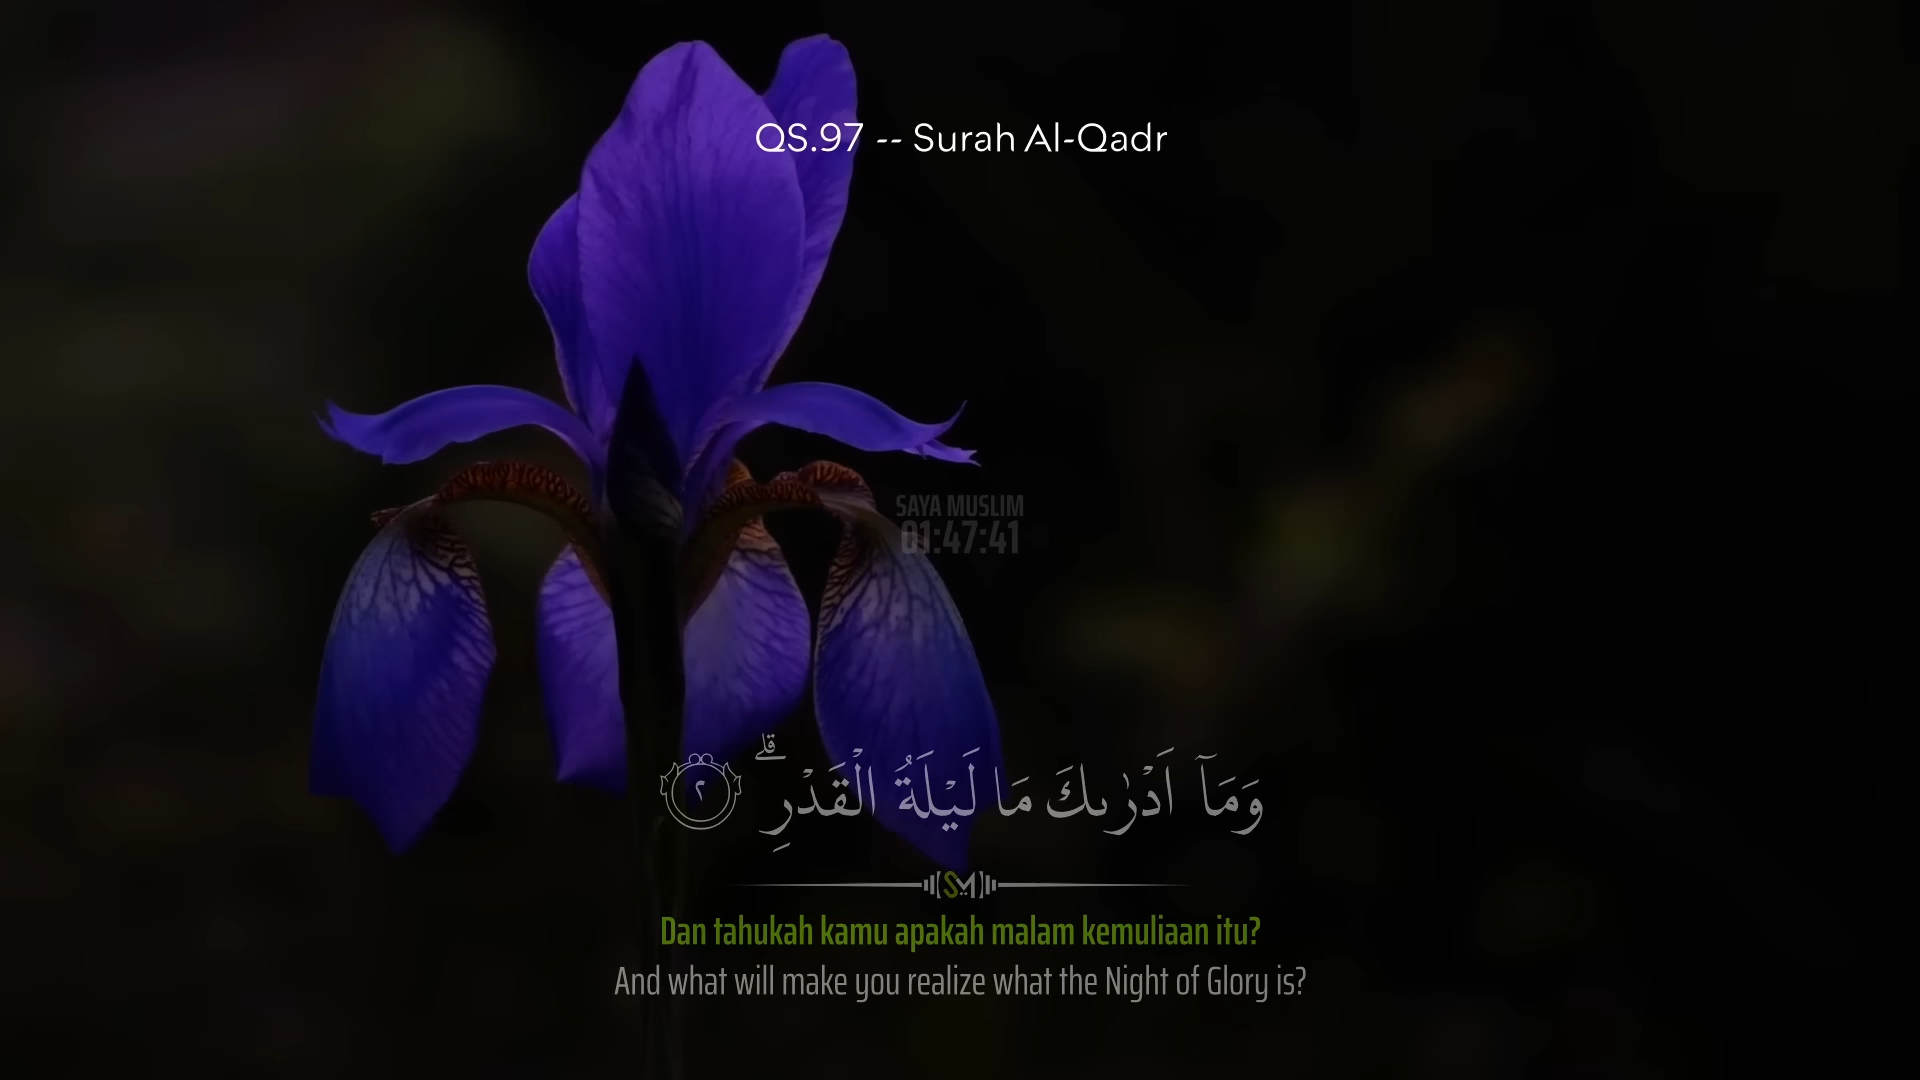 QS.97 -- Surah Al-Qadr
SAYA MUSLIM
01:47:41
وَمَآ اَدْرٰىكَ مَا لَيْلَةُ الْقَدْرِۗ ٢
SM
Dan tahukah kamu apakah malam kemuliaan itu?
And what will make you realize what the Night of Glory is?